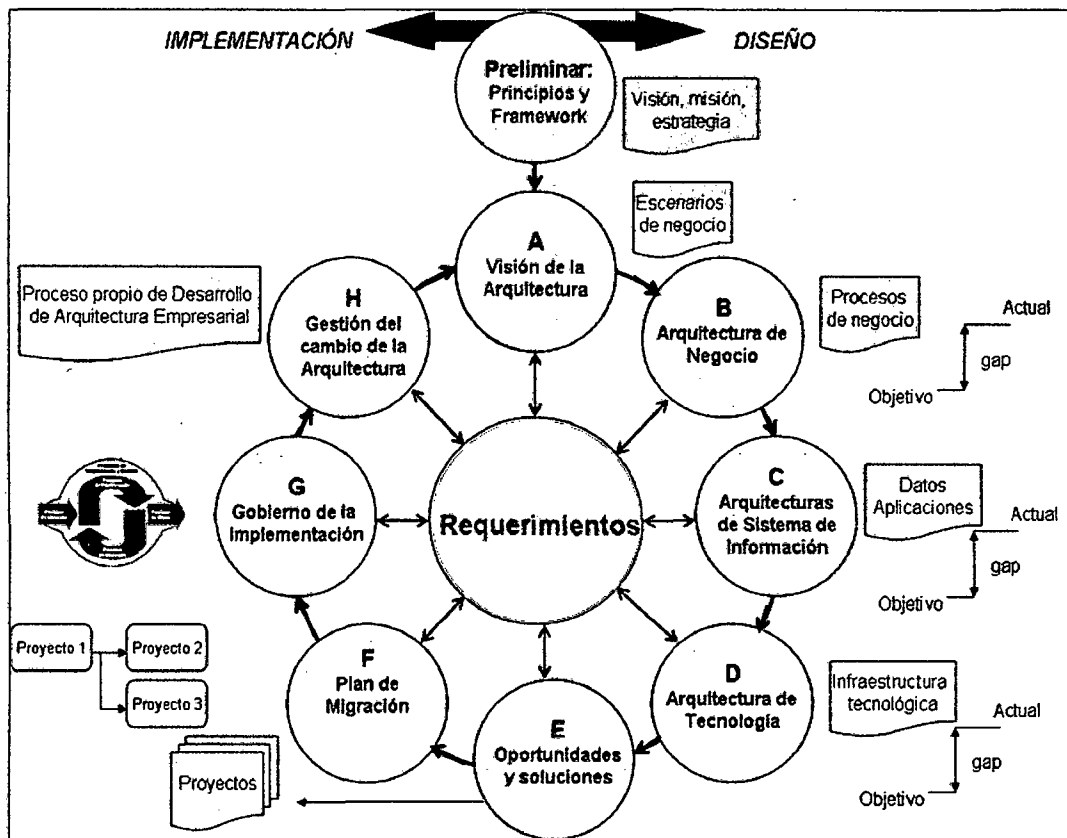 IMPLEMENTACIÓN
DISEÑO
Preliminar:
Principios y
Framework
Visión, misión,
estrategia
A
Visión de la
Arquitectura
Escenarios
de negocio
Proceso propio de Desarrollo
de Arquitectura Empresarial
H
Gestión del
cambio de la
Arquitectura
B
Arquitectura de
Negocio
Procesos
de negocio
Actual
gap
Objetivo
G
Gobierno de la
Implementación
Requerimientos
C
Arquitecturas
de Sistema de
Información
Datos
Aplicaciones
Actual
gap
Objetivo
Proyecto 1
Proyecto 2
Proyecto 3
F
Plan de
Migración
D
Arquitectura de
Tecnología
Infraestructura
tecnológica
Actual
gap
Objetivo
E
Oportunidades
y soluciones
Proyectos